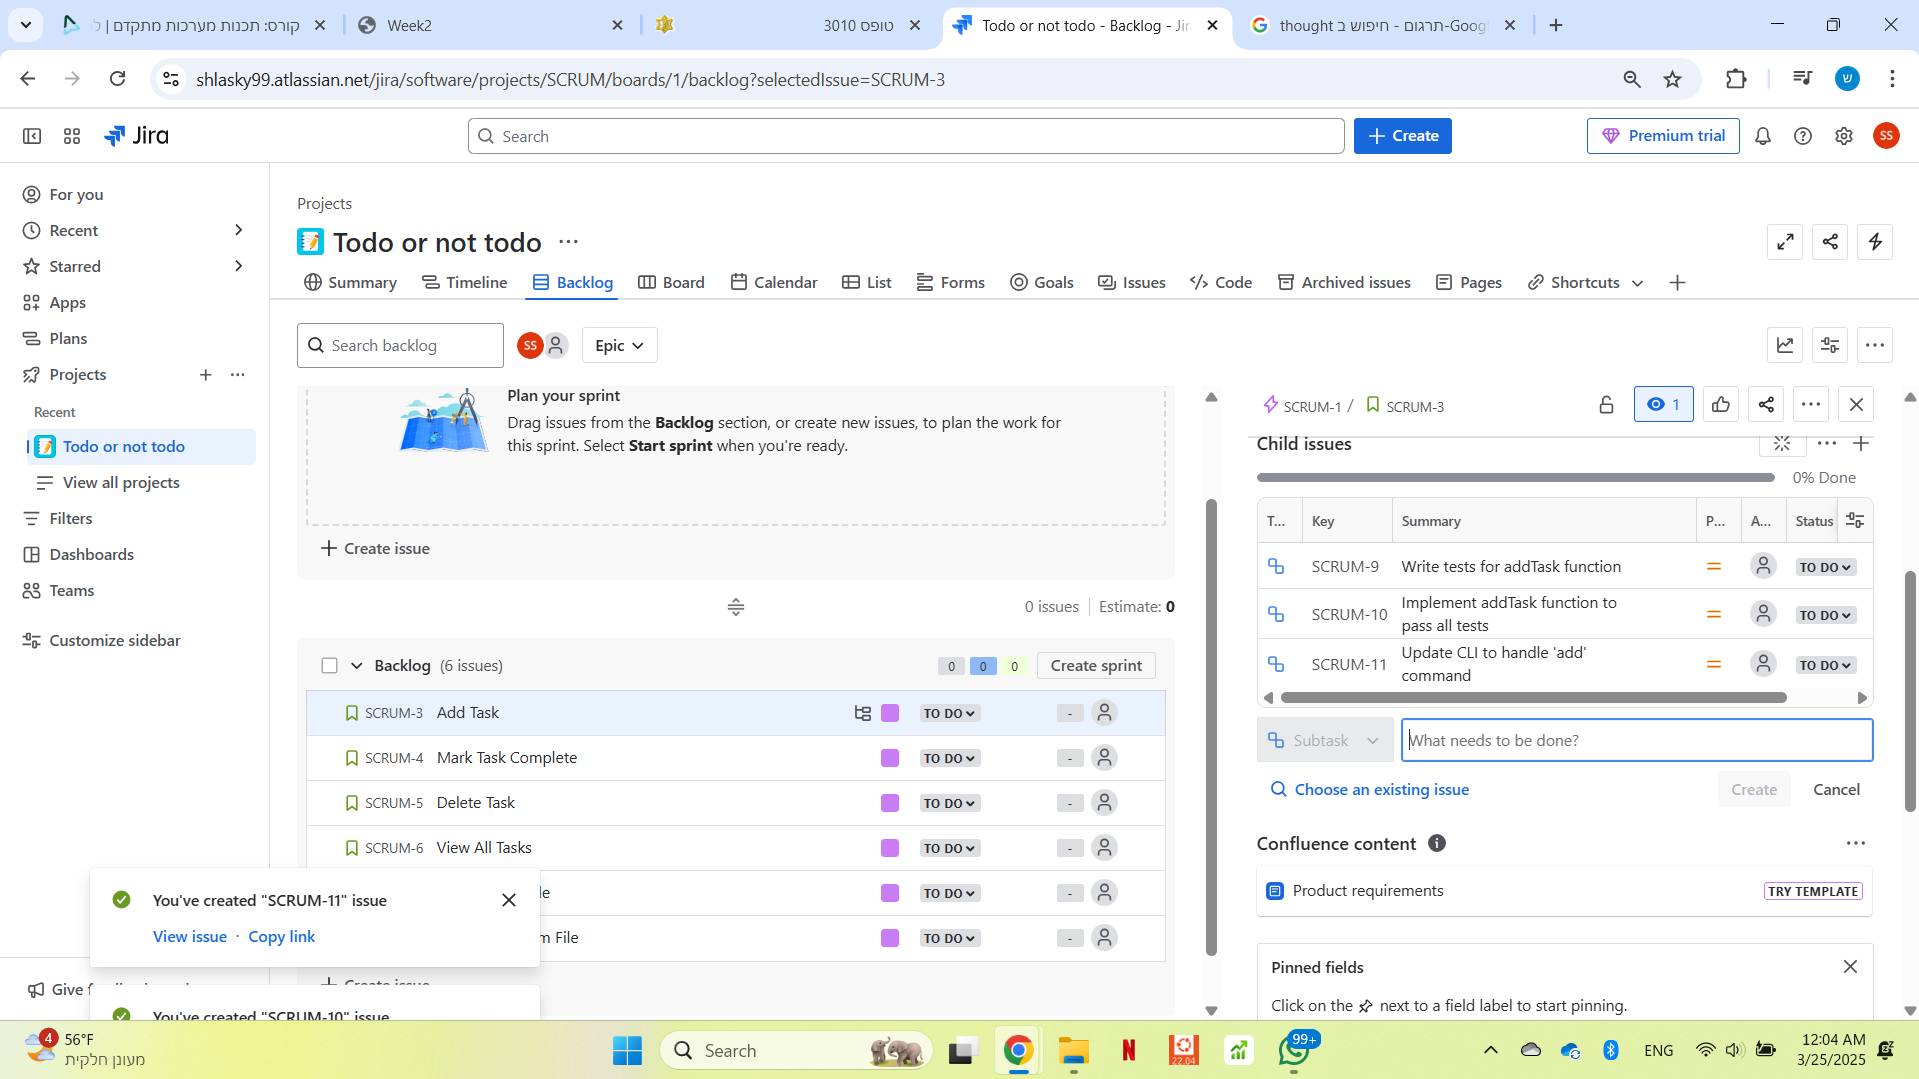 קורס: תכנות מערכות מתקדם
Week2
טופס 3010
Todo or not todo - Backlog - Jir
thought תרגום - חיפוש ב-Googl
shlasky99.atlassian.net/jira/software/projects/SCRUM/boards/1/backlog?selectedIssue=SCRUM-3
ש
Jira
Search
Create
Premium trial
SS
For you
Recent
Starred
Apps
Plans
Projects
Recent
Todo or not todo
View all projects
Filters
Dashboards
Teams
Customize sidebar
Give
Projects
Todo or not todo
Summary
Timeline
Backlog
Board
Calendar
List
Forms
Goals
Issues
Code
Archived issues
Pages
Shortcuts
Search backlog
SS
Epic
Plan your sprint
Drag issues from the Backlog section, or create new issues, to plan the work for
this sprint. Select Start sprint when you're ready.
Create issue
0 issues Estimate: 0
Backlog (6 issues) 0 0 0 Create sprint
SCRUM-3 Add Task TO DO -
SCRUM-4 Mark Task Complete TO DO -
SCRUM-5 Delete Task TO DO -
SCRUM-6 View All Tasks TO DO -
le TO DO -
m File TO DO -
Create issue
You've created "SCRUM-11" issue
View issue · Copy link
You've created "SCRUM-10" issue
SCRUM-1 / SCRUM-3
1
Child issues
0% Done
T... Key Summary P... A... Status
SCRUM-9 Write tests for addTask function TO DO
SCRUM-10 Implement addTask function to
pass all tests TO DO
SCRUM-11 Update CLI to handle 'add'
command TO DO
Subtask What needs to be done?
Choose an existing issue Create Cancel
Confluence content
Product requirements TRY TEMPLATE
Pinned fields
Click on the next to a field label to start pinning.
4
56°F
מעונן חלקית
Search
22.04
99+
ENG
12:04 AM
3/25/2025